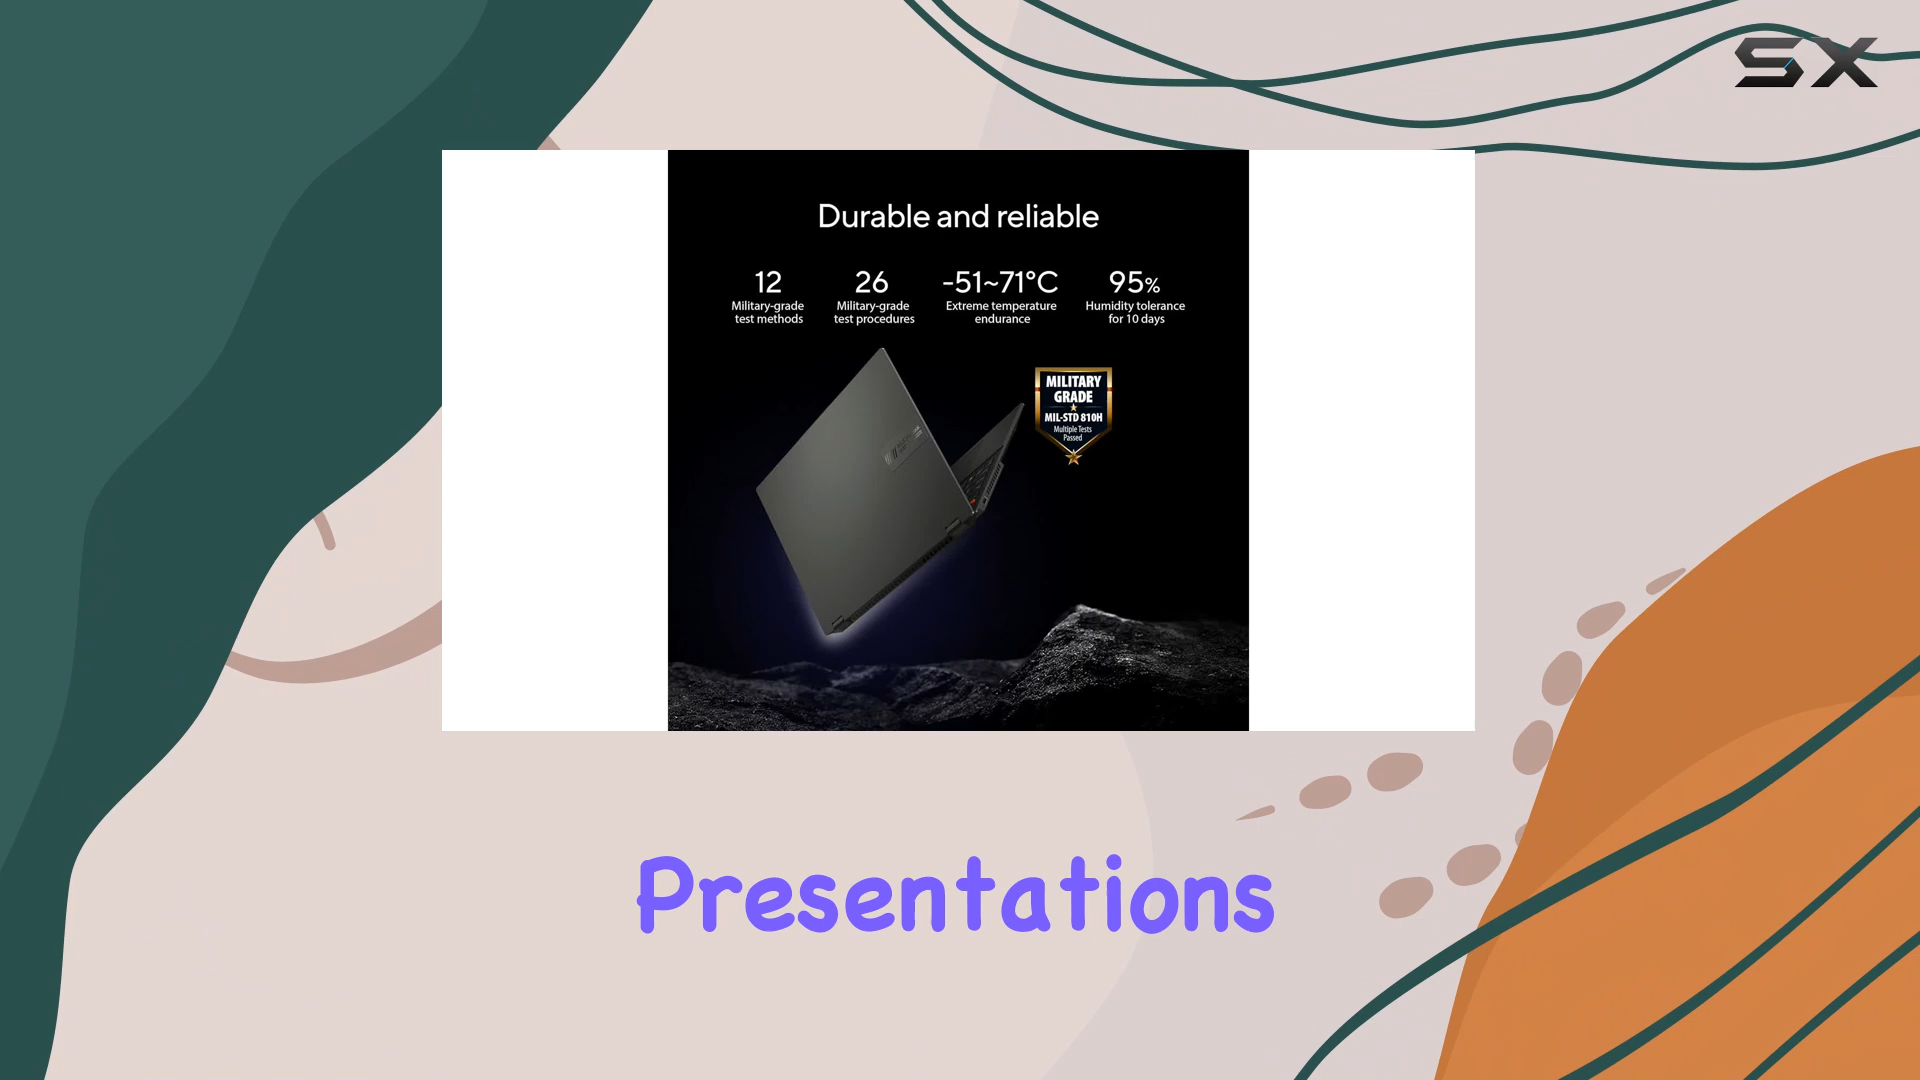 SX
Durable and reliable
12
Military-grade
test methods
26
Military-grade
test procedures
-51~71°C
Extreme temperature
endurance
95%
Humidity tolerance
for 10 days
MILITARY
GRADE
MIL-STD 810H
Multiple Tests
Passed
Presentations